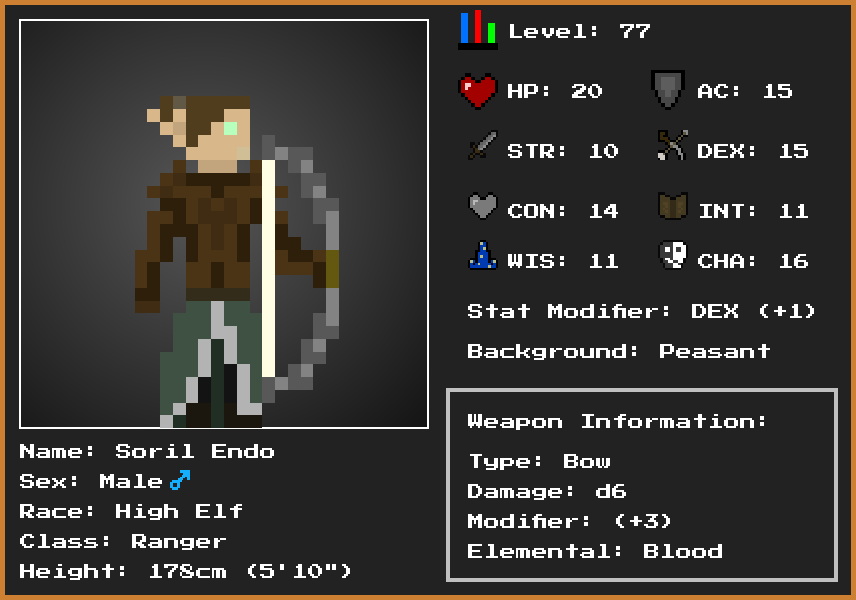 Level: 77
HP: 20 AC: 15
STR: 10 DEX: 15
CON: 14 INT: 11
WIS: 11 CHA: 16
Stat Modifier: DEX (+1)
Background: Peasant
Weapon Information:
Type: Bow
Damage: d6
Modifier: (+3)
Elemental: Blood
Name: Soril Endo
Sex: Male ♂
Race: High Elf
Class: Ranger
Height: 178cm (5'10")